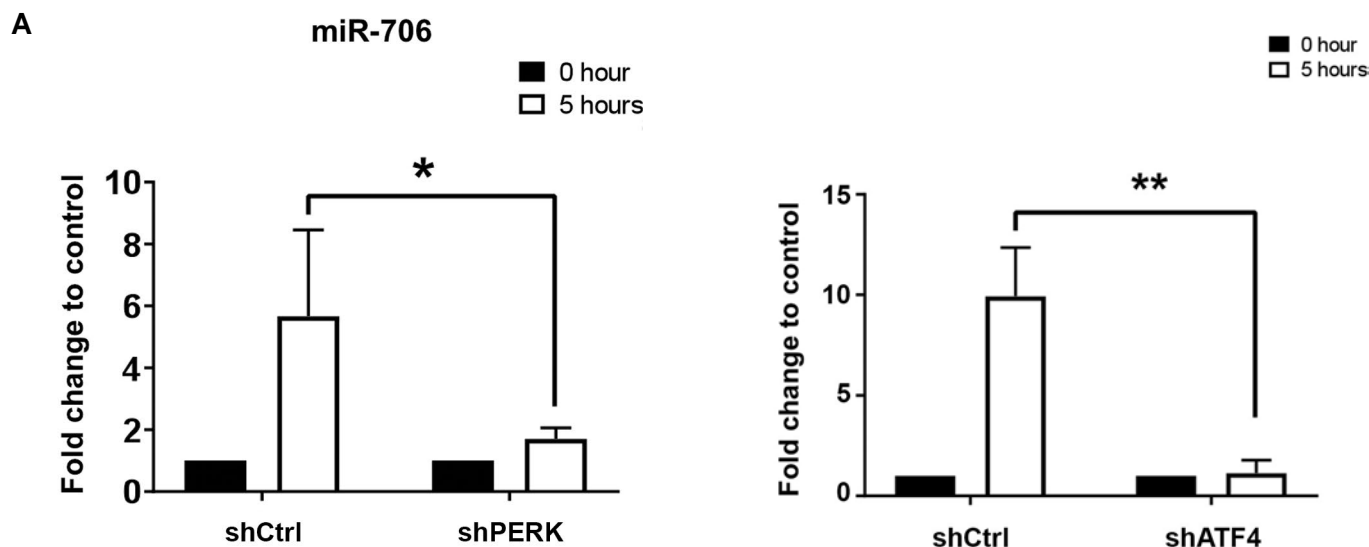 A
miR-706
0 hour
5 hours
Fold change to control
10
8
6
4
2
0
*
shCtrl
shPERK
0 hour
5 hours
Fold change to control
15
10
5
0
**
shCtrl
shATF4